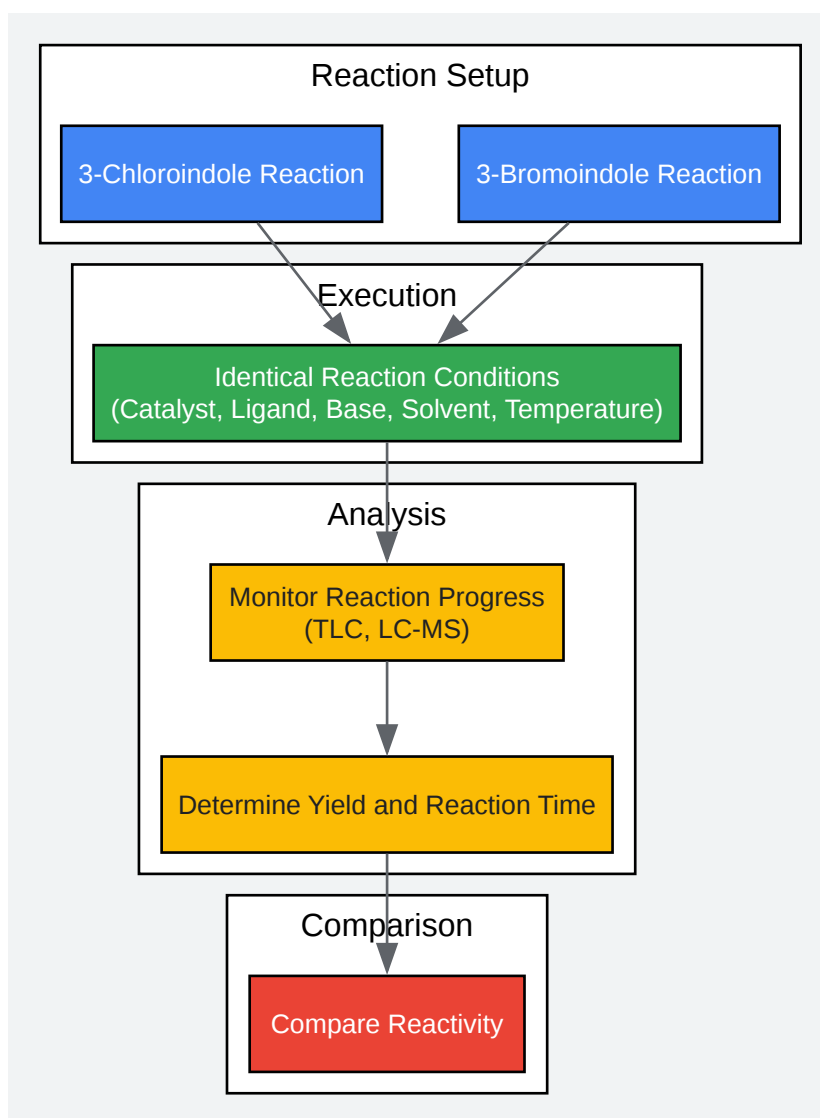 Reaction Setup
3-Chloroindole Reaction
3-Bromoindole Reaction
Execution
Identical Reaction Conditions
(Catalyst, Ligand, Base, Solvent, Temperature)
Analysis
Monitor Reaction Progress
(TLC, LC-MS)
Determine Yield and Reaction Time
Comparison
Compare Reactivity